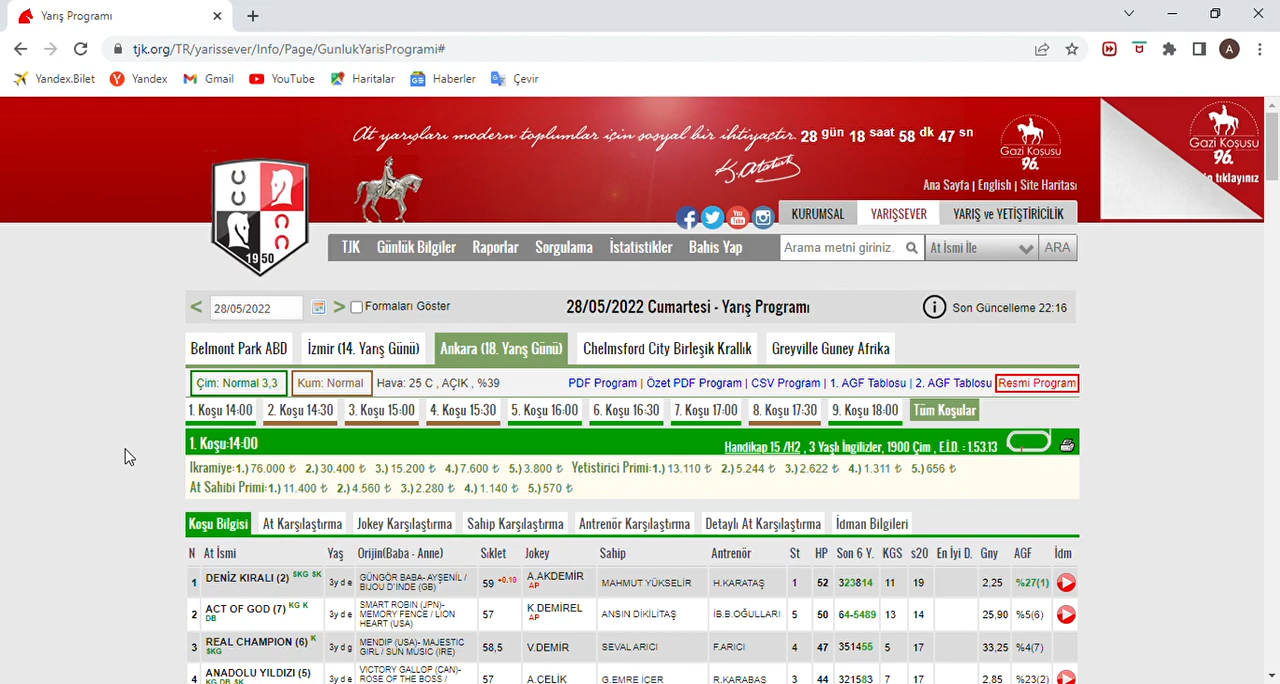 Yarış Programı
tjk.org/TR/yarissever/Info/Page/GunlukYarisProgrami#
A
Yandex.Bilet Yandex Gmail YouTube Haritalar Haberler Çevir
At yarışları modern toplumlar için sosyal bir ihtiyaçtır.
28 gün 18 saat 58 dk 47 sn
K.Atatürk
Gazi Koşusu
96.
Gazi Koşusu
96.
tıklayınız
Ana Sayfa | English | Site Haritası
1950
KURUMSAL YARIŞSEVER YARIŞ ve YETİŞTİRİCİLİK
TJK Günlük Bilgiler Raporlar Sorgulama İstatistikler Bahis Yap Arama metni giriniz. At İsmi İle ARA
< 28/05/2022 > Formaları Göster 28/05/2022 Cumartesi - Yarış Programı Son Güncelleme 22:16
Belmont Park ABD İzmir (14. Yarış Günü) Ankara (18. Yarış Günü) Chelmsford City Birleşik Krallık Greyville Guney Afrika
Çim: Normal 3,3 Kum: Normal Hava: 25 C , AÇIK , %39 PDF Program | Özet PDF Program | CSV Program | 1. AGF Tablosu | 2. AGF Tablosu Resmi Program
1. Koşu 14:00 2. Koşu 14:30 3. Koşu 15:00 4. Koşu 15:30 5. Koşu 16:00 6. Koşu 16:30 7. Koşu 17:00 8. Koşu 17:30 9. Koşu 18:00 Tüm Koşular
1. Koşu:14:00 Handikap 15 /H2 , 3 Yaşlı İngilizler, 1900 Çim , E.İ.D. : 1.53.13
Ikramiye:1.) 76.000 ₺ 2.) 30.400 ₺ 3.) 15.200 ₺ 4.) 7.600 ₺ 5.) 3.800 ₺ Yetistirici Primi:1.) 13.110 ₺ 2.) 5.244 ₺ 3.) 2.622 ₺ 4.) 1.311 ₺ 5.) 656 ₺
At Sahibi Primi:1.) 11.400 ₺ 2.) 4.560 ₺ 3.) 2.280 ₺ 4.) 1.140 ₺ 5.) 570 ₺
Koşu Bilgisi At Karşılaştırma Jokey Karşılaştırma Sahip Karşılaştırma Antrenör Karşılaştırma Detaylı At Karşılaştırma İdman Bilgileri
N At İsmi Yaş Orijin(Baba - Anne) Sıklet Jokey Sahip Antrenör St HP Son 6 Y. KGS s20 En İyi D. Gny AGF İdm
1 DENİZ KIRALI (2) SKG SK 3y d e GÜNGÖR BABA- AYŞENİL / BIJOU D'INDE (GB) 59 +0.10 A.AKDEMİR AP MAHMUT YÜKSELİR H.KARATAŞ 1 52 323814 11 19 2,25 %27(1)
2 ACT OF GOD (7) KG K DB 3y d e SMART ROBIN (JPN)- MEMORY FENCE / LION HEART (USA) 57 K.DEMİREL AP ANSIN DİKİLİTAŞ İB.B.OĞULLARI 5 50 64-5489 13 14 25,90 %5(6)
3 REAL CHAMPION (6) K SKG 3y d g MENDIP (USA)- MAJESTIC GIRL / SUN MUSIC (IRE) 58,5 V.DEMİR SEVAL ARICI F.ARICI 4 47 351455 5 17 33,25 %4(7)
4 ANADOLU YILDIZI (5) KG DB SK 3y d e VICTORY GALLOP (CAN)- ROSE OF THE BOSS / 57 A.ÇELİK G.EMRE İÇER R.KARABAŞ 3 44 321583 7 17 2,85 %23(2)